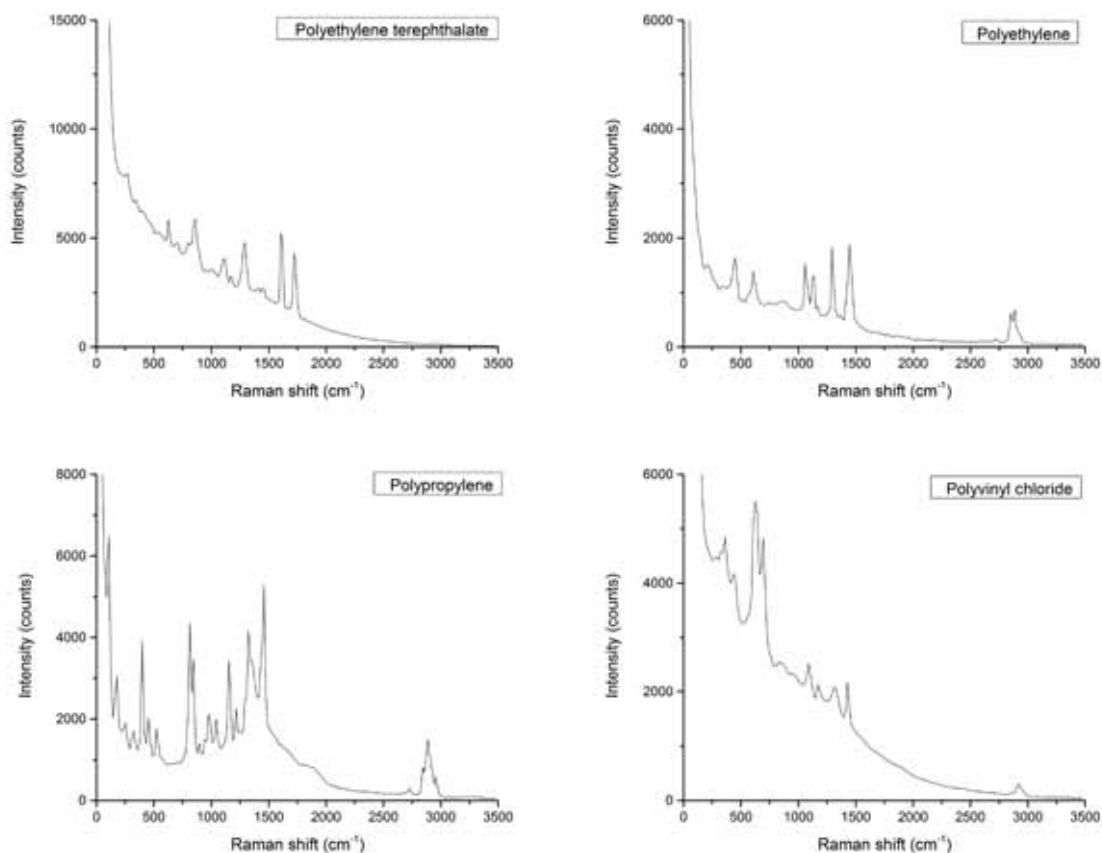 Polyethylene terephthalate
15000
10000
5000
0
Intensity (counts)
0 500 1000 1500 2000 2500 3000 3500
Raman shift (cm⁻¹)
Polyethylene
6000
4000
2000
0
Intensity (counts)
0 500 1000 1500 2000 2500 3000 3500
Raman shift (cm⁻¹)
Polypropylene
8000
6000
4000
2000
0
Intensity (counts)
0 500 1000 1500 2000 2500 3000 3500
Raman shift (cm⁻¹)
Polyvinyl chloride
6000
4000
2000
0
Intensity (counts)
0 500 1000 1500 2000 2500 3000 3500
Raman shift (cm⁻¹)